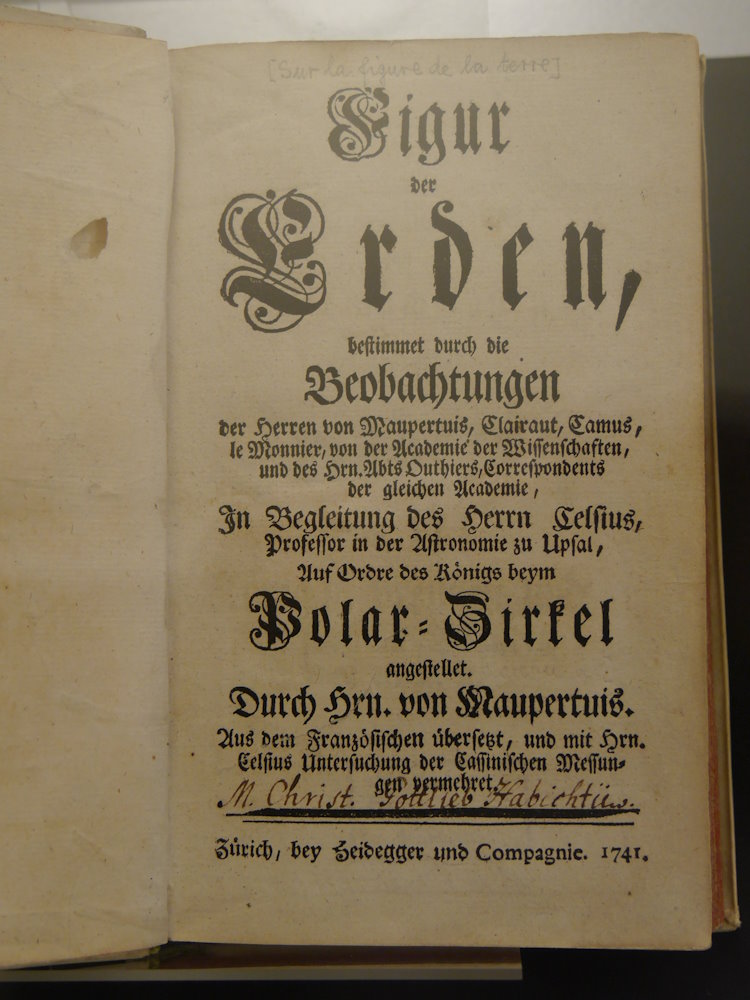 [Sur la figure de la terre]
Figur
der
Erden,
bestimmet durch die
Beobachtungen
der Herren von Maupertuis, Clairaut, Camus,
le Monnier, von der Academie der Wissenschaften,
und des Hrn. Abts Outhiers, Correspondents
der gleichen Academie,
In Begleitung des Herrn Celsius,
Professor in der Astronomie zu Upsal,
Auf Ordre des Königs beym
Polar-Zirkel
angestellet.
Durch Hrn. von Maupertuis.
Aus dem Französischen übersetzt, und mit Hrn.
Celsius Untersuchung der Cassinischen Messun-
gen vermehret.
M. Christ. Gottlieb Habichtius.
Zürich, bey Heidegger und Compagnie. 1741.